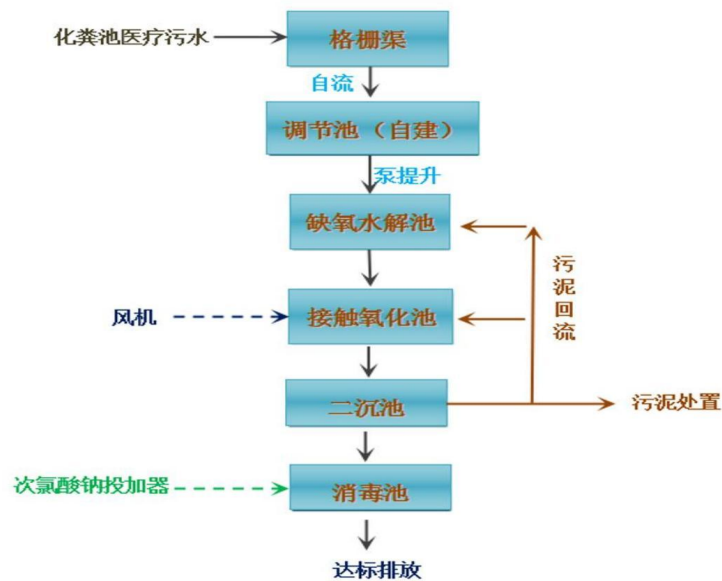 化粪池医疗污水
格栅渠
自流
调节池（自建）
泵提升
缺氧水解池
污泥回流
风机
接触氧化池
二沉池
污泥处置
次氯酸钠投加器
消毒池
达标排放